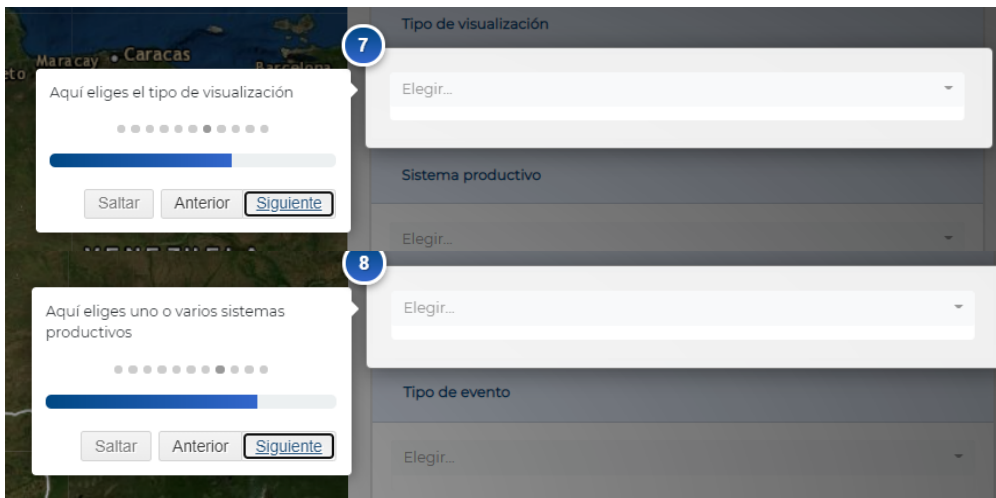 Tipo de visualización
7
Maracay Caracas
Barcelona
Elegir...
Aquí eliges el tipo de visualización
Sistema productivo
Saltar Anterior Siguiente
Elegir...
8
Elegir...
Aquí eliges uno o varios sistemas
productivos
Tipo de evento
Saltar Anterior Siguiente
Elegir...